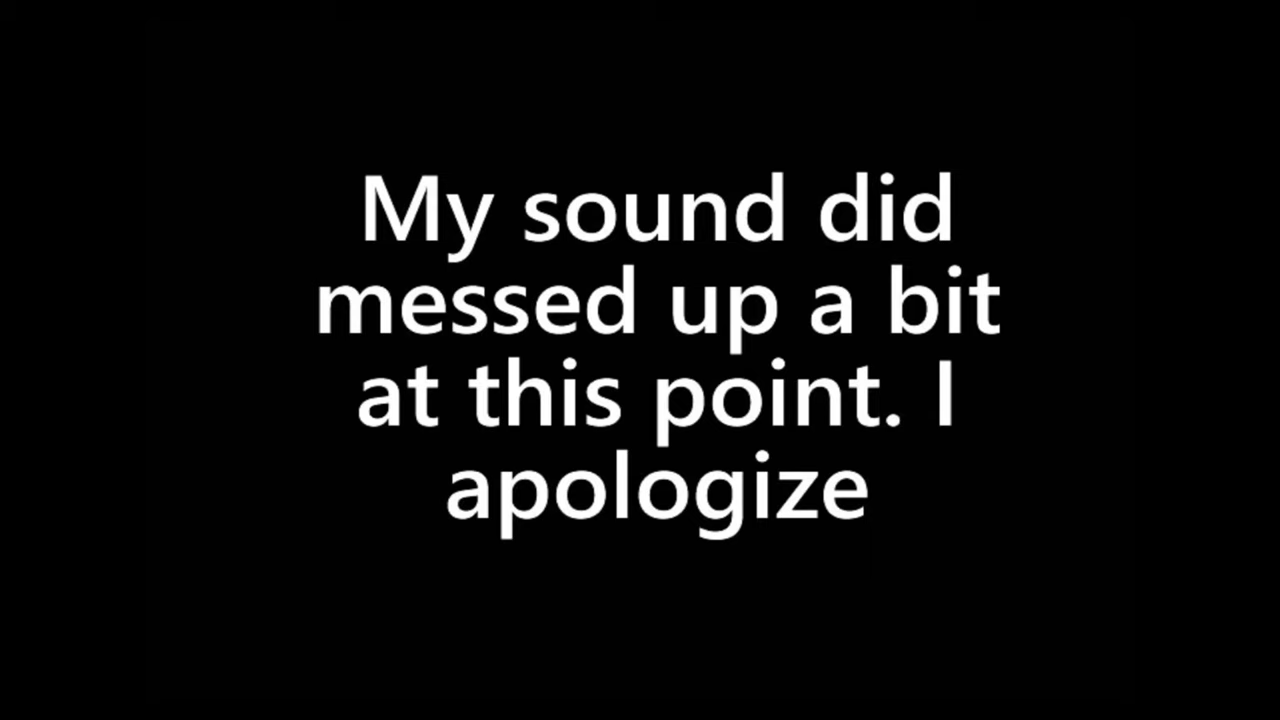 My sound did
messed up a bit
at this point. I
apologize